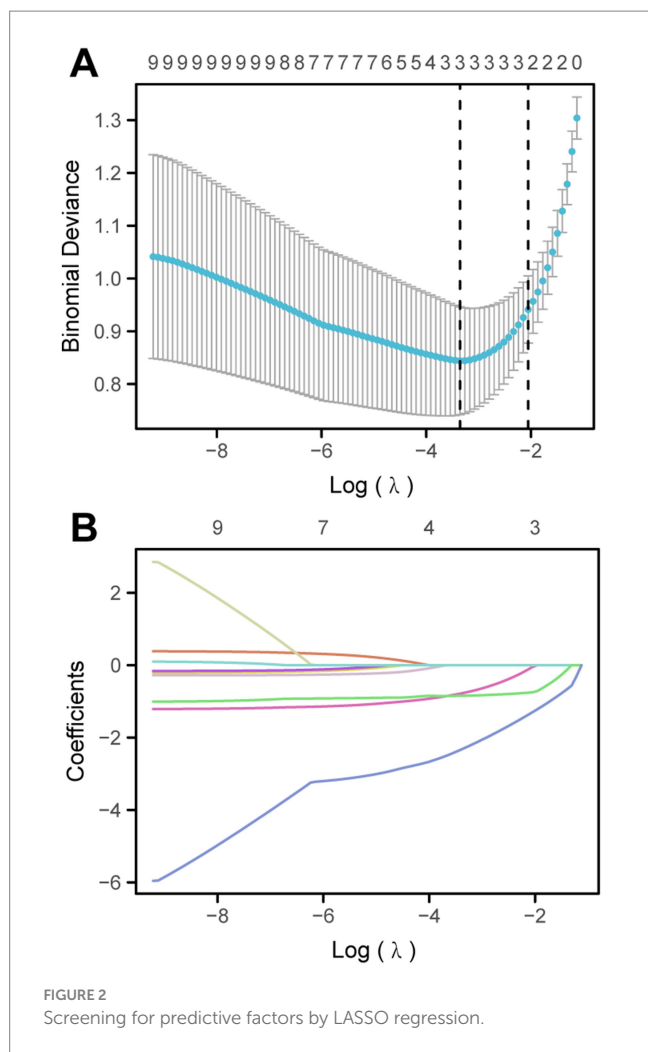 A
9 9 9 9 9 9 9 9 9 8 8 7 7 7 7 7 6 5 5 4 3 3 3 3 3 3 2 2 2 0
Binomial Deviance
1.3
1.2
1.1
1.0
0.9
0.8
−8 −6 −4 −2
Log ( λ )
B
9 7 4 3
Coefficients
2
0
−2
−4
−6
−8 −6 −4 −2
Log ( λ )
FIGURE 2
Screening for predictive factors by LASSO regression.